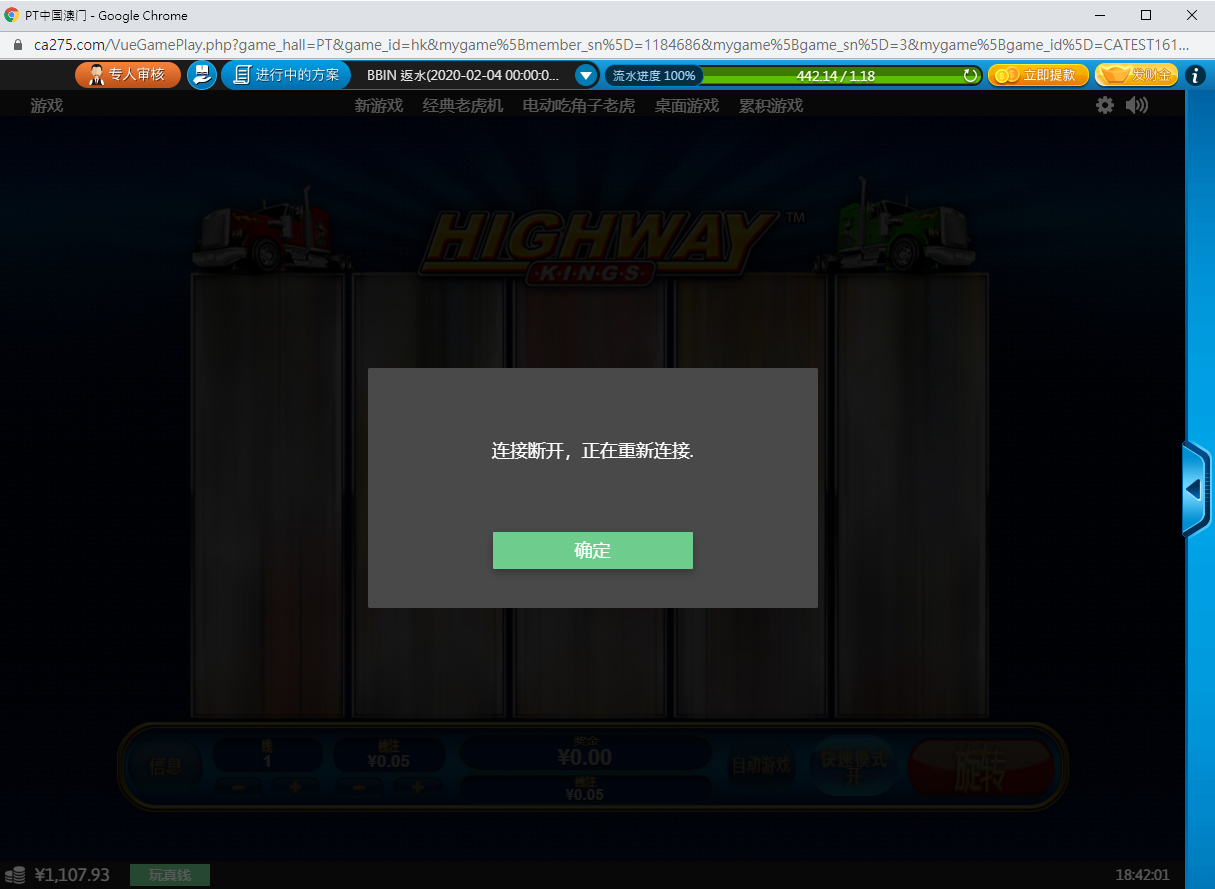 PT中国澳门 - Google Chrome
ca275.com/VueGamePlay.php?game_hall=PT&game_id=hk&mygame%5Bmember_sn%5D=1184686&mygame%5Bgame_sn%5D=3&mygame%5Bgame_id%5D=CATEST161...
专人审核 进行中的方案 BBIN 返水(2020-02-04 00:00:0... 流水进度 100% 442.14 / 1.18 立即提款 发财金 i
游戏 新游戏 经典老虎机 电动吃角子老虎 桌面游戏 累积游戏
HIGHWAY™
K·I·N·G·S
连接断开，正在重新连接.
确定
信息 线 1 线注 ¥0.05 奖金 ¥0.00 自动游戏 快速模式 开 旋转
- + - + 线注 ¥0.05
¥1,107.93 玩真钱 18:42:01